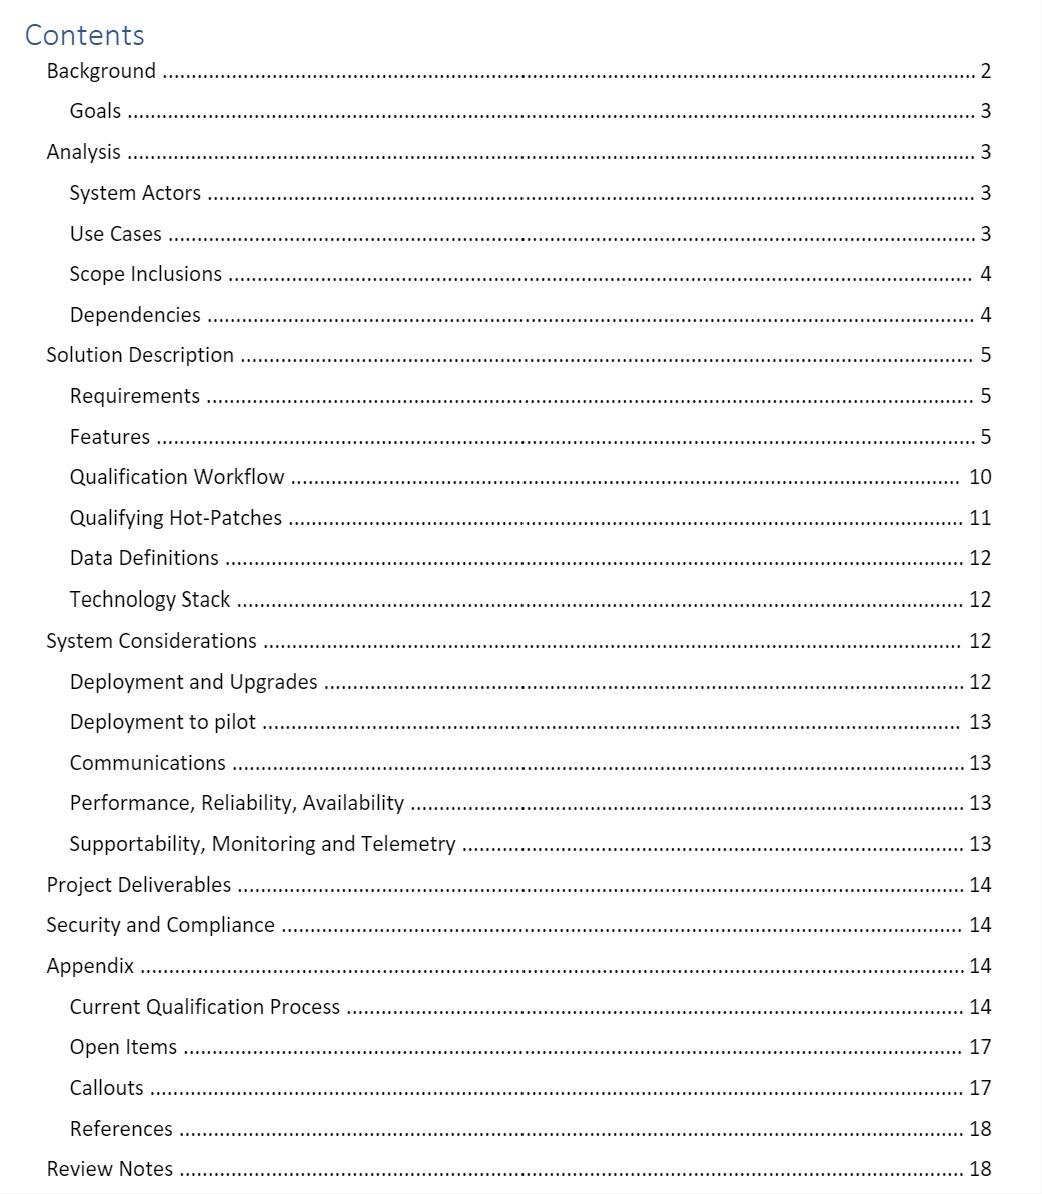 Contents
Background ........ 2
Goals ........ 3
Analysis ........ 3
System Actors ........ 3
Use Cases ........ 3
Scope Inclusions ........ 4
Dependencies ........ 4
Solution Description ........ 5
Requirements ........ 5
Features ........ 5
Qualification Workflow ........ 10
Qualifying Hot-Patches ........ 11
Data Definitions ........ 12
Technology Stack ........ 12
System Considerations ........ 12
Deployment and Upgrades ........ 12
Deployment to pilot ........ 13
Communications ........ 13
Performance, Reliability, Availability ........ 13
Supportability, Monitoring and Telemetry ........ 13
Project Deliverables ........ 14
Security and Compliance ........ 14
Appendix ........ 14
Current Qualification Process ........ 14
Open Items ........ 17
Callouts ........ 17
References ........ 18
Review Notes ........ 18